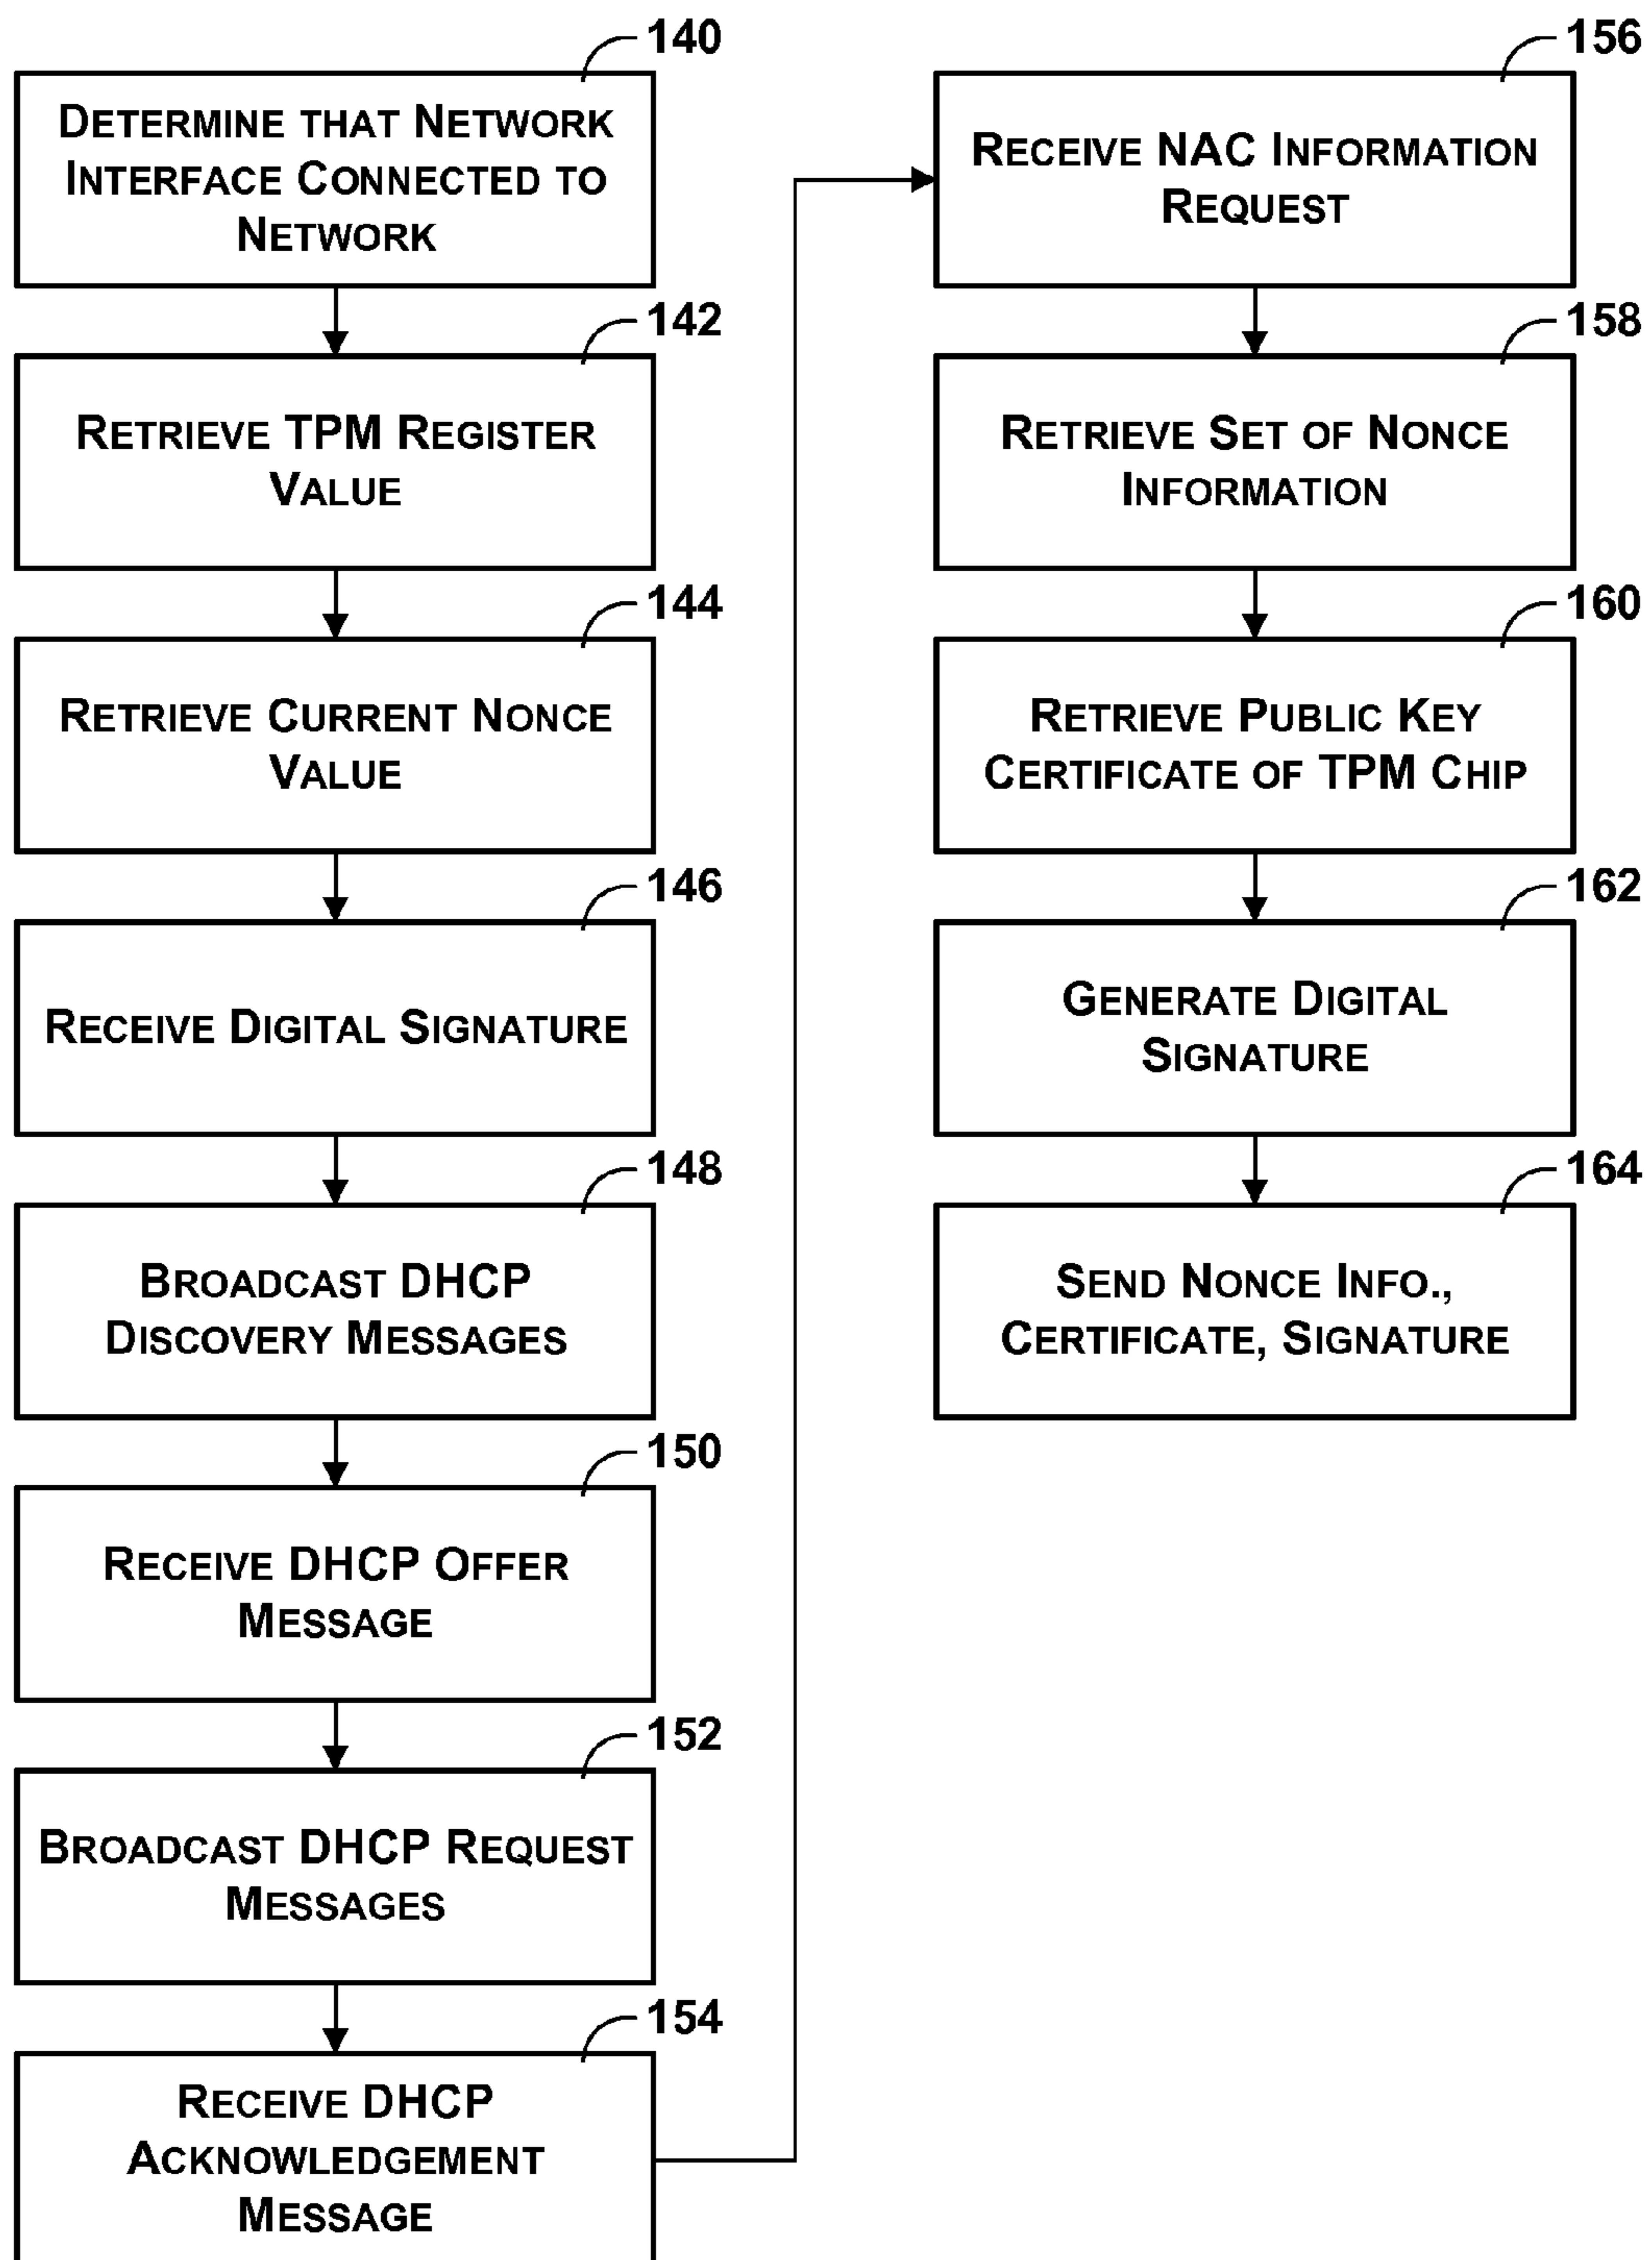 140
DETERMINE THAT NETWORK
INTERFACE CONNECTED TO
NETWORK
142
RETRIEVE TPM REGISTER
VALUE
144
RETRIEVE CURRENT NONCE
VALUE
146
RECEIVE DIGITAL SIGNATURE
148
BROADCAST DHCP
DISCOVERY MESSAGES
150
RECEIVE DHCP OFFER
MESSAGE
152
BROADCAST DHCP REQUEST
MESSAGES
154
RECEIVE DHCP
ACKNOWLEDGEMENT
MESSAGE
156
RECEIVE NAC INFORMATION
REQUEST
158
RETRIEVE SET OF NONCE
INFORMATION
160
RETRIEVE PUBLIC KEY
CERTIFICATE OF TPM CHIP
162
GENERATE DIGITAL
SIGNATURE
164
SEND NONCE INFO.,
CERTIFICATE, SIGNATURE